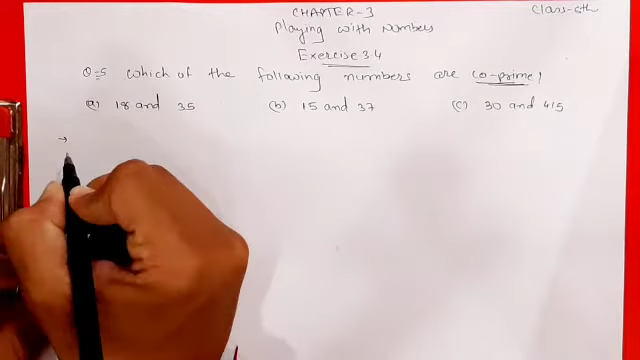 CHAPTER-3
Class-6th
Playing with Numbers
Exercise 3.4
Q=5 which of the following numbers are co-prime!
(a) 18 and 35 (b) 15 and 37 (c) 30 and 415
→